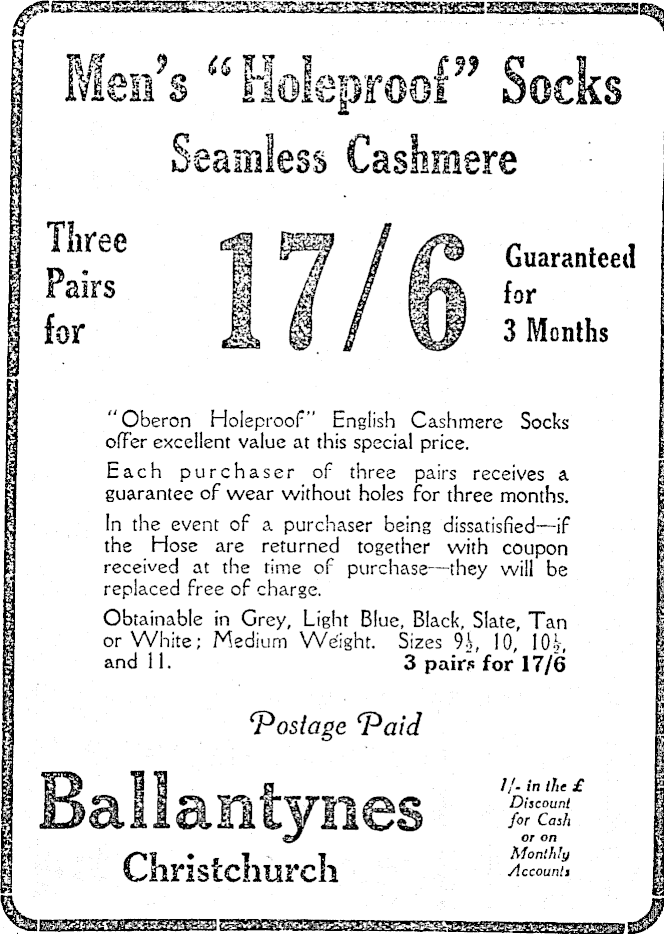 Men's "Holeproof" Socks
Seamless Cashmere
Three
Pairs
for
17/6
Guaranteed
for
3 Months
"Oberon Holeproof" English Cashmere Socks
offer excellent value at this special price.
Each purchaser of three pairs receives a
guarantee of wear without holes for three months.
In the event of a purchaser being dissatisfied—if
the Hose are returned together with coupon
received at the time of purchase—they will be
replaced free of charge.
Obtainable in Grey, Light Blue, Black, Slate, Tan
or White; Medium Weight. Sizes 9½, 10, 10½,
and 11. 3 pairs for 17/6
Postage Paid
Ballantynes
Christchurch
1/- in the £
Discount
for Cash
or on
Monthly
Accounts